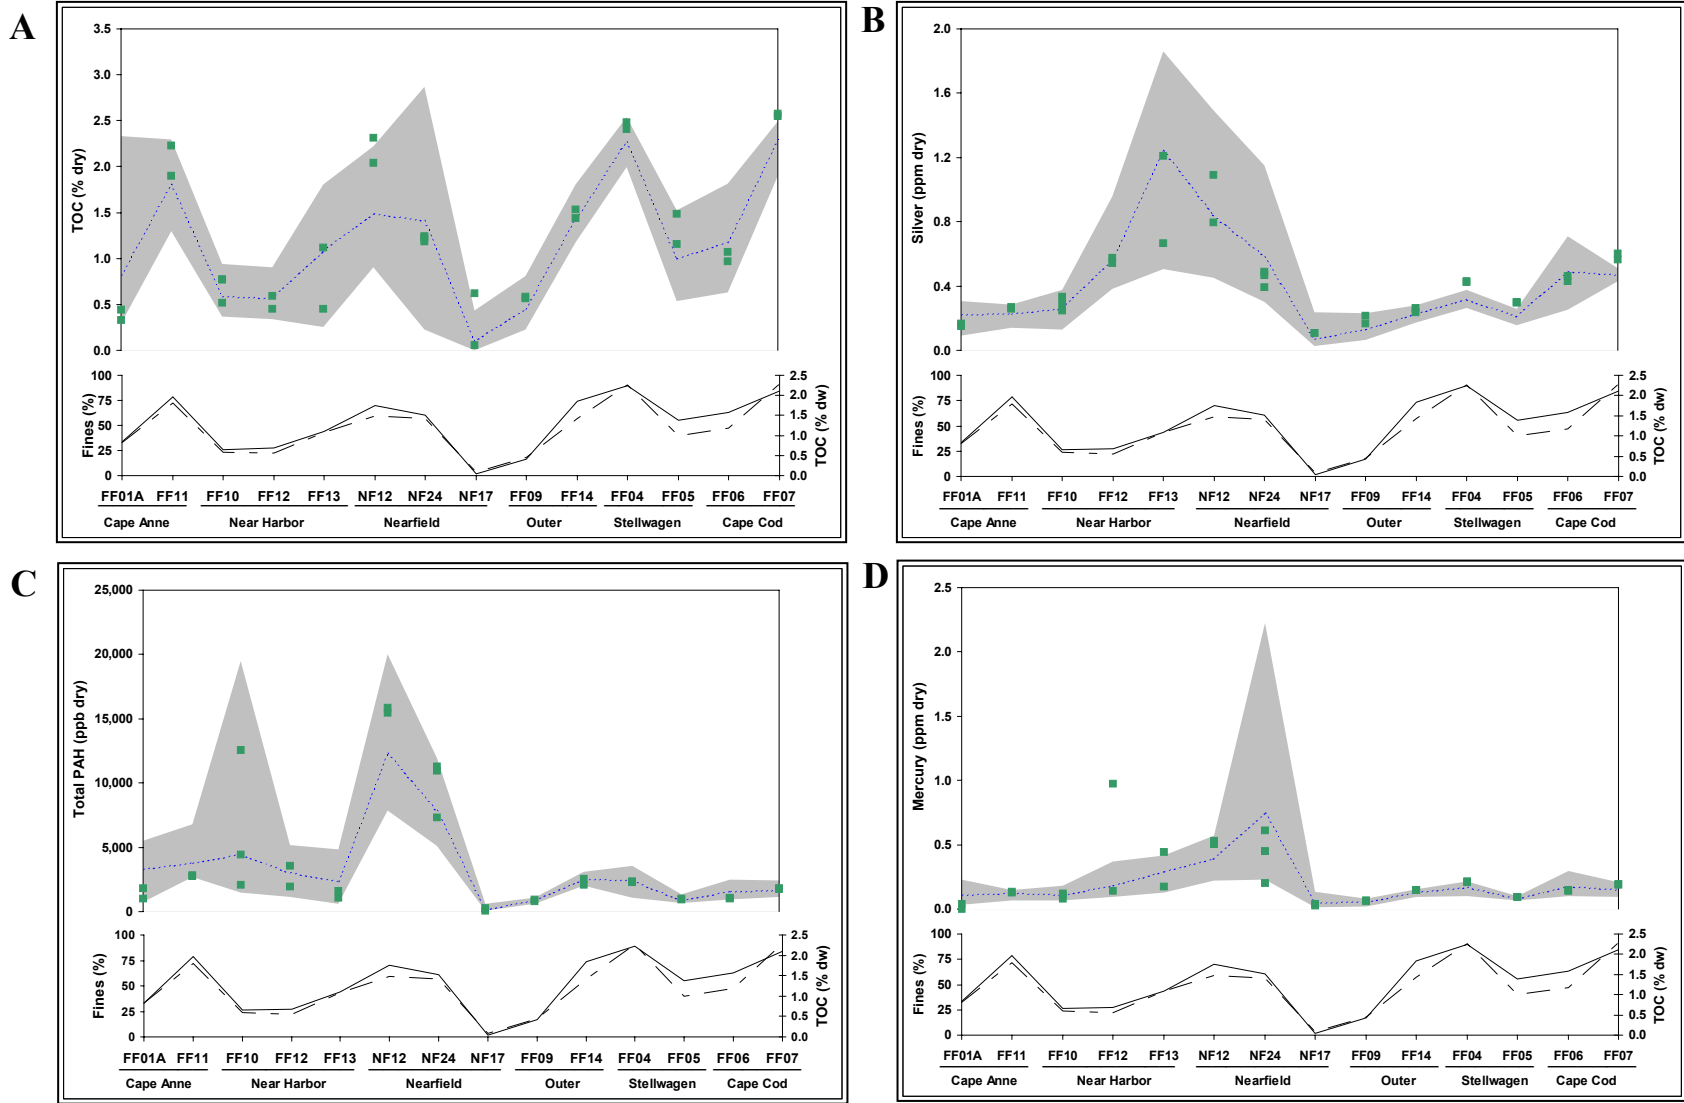 A
TOC (% dry)
3.5
3.0
2.5
2.0
1.5
1.0
0.5
0.0
Fines (%)
100
75
50
25
0
2.5
2.0
1.5
1.0
0.5
0.0
TOC (% dw)
FF01A FF11 FF10 FF12 FF13 NF12 NF24 NF17 FF09 FF14 FF04 FF05 FF06 FF07
Cape Anne Near Harbor Nearfield Outer Stellwagen Cape Cod
B
Silver (ppm dry)
2.0
1.6
1.2
0.8
0.4
0.0
Fines (%)
100
75
50
25
0
2.5
2.0
1.5
1.0
0.5
0.0
TOC (% dw)
FF01A FF11 FF10 FF12 FF13 NF12 NF24 NF17 FF09 FF14 FF04 FF05 FF06 FF07
Cape Anne Near Harbor Nearfield Outer Stellwagen Cape Cod
C
Total PAH (ppb dry)
25,000
20,000
15,000
10,000
5,000
0
Fines (%)
100
75
50
25
0
2.5
2.0
1.5
1.0
0.5
0.0
TOC (% dw)
FF01A FF11 FF10 FF12 FF13 NF12 NF24 NF17 FF09 FF14 FF04 FF05 FF06 FF07
Cape Anne Near Harbor Nearfield Outer Stellwagen Cape Cod
D
Mercury (ppm dry)
2.5
2.0
1.5
1.0
0.5
0.0
Fines (%)
100
75
50
25
0
2.5
2.0
1.5
1.0
0.5
0.0
TOC (% dw)
FF01A FF11 FF10 FF12 FF13 NF12 NF24 NF17 FF09 FF14 FF04 FF05 FF06 FF07
Cape Anne Near Harbor Nearfield Outer Stellwagen Cape Cod